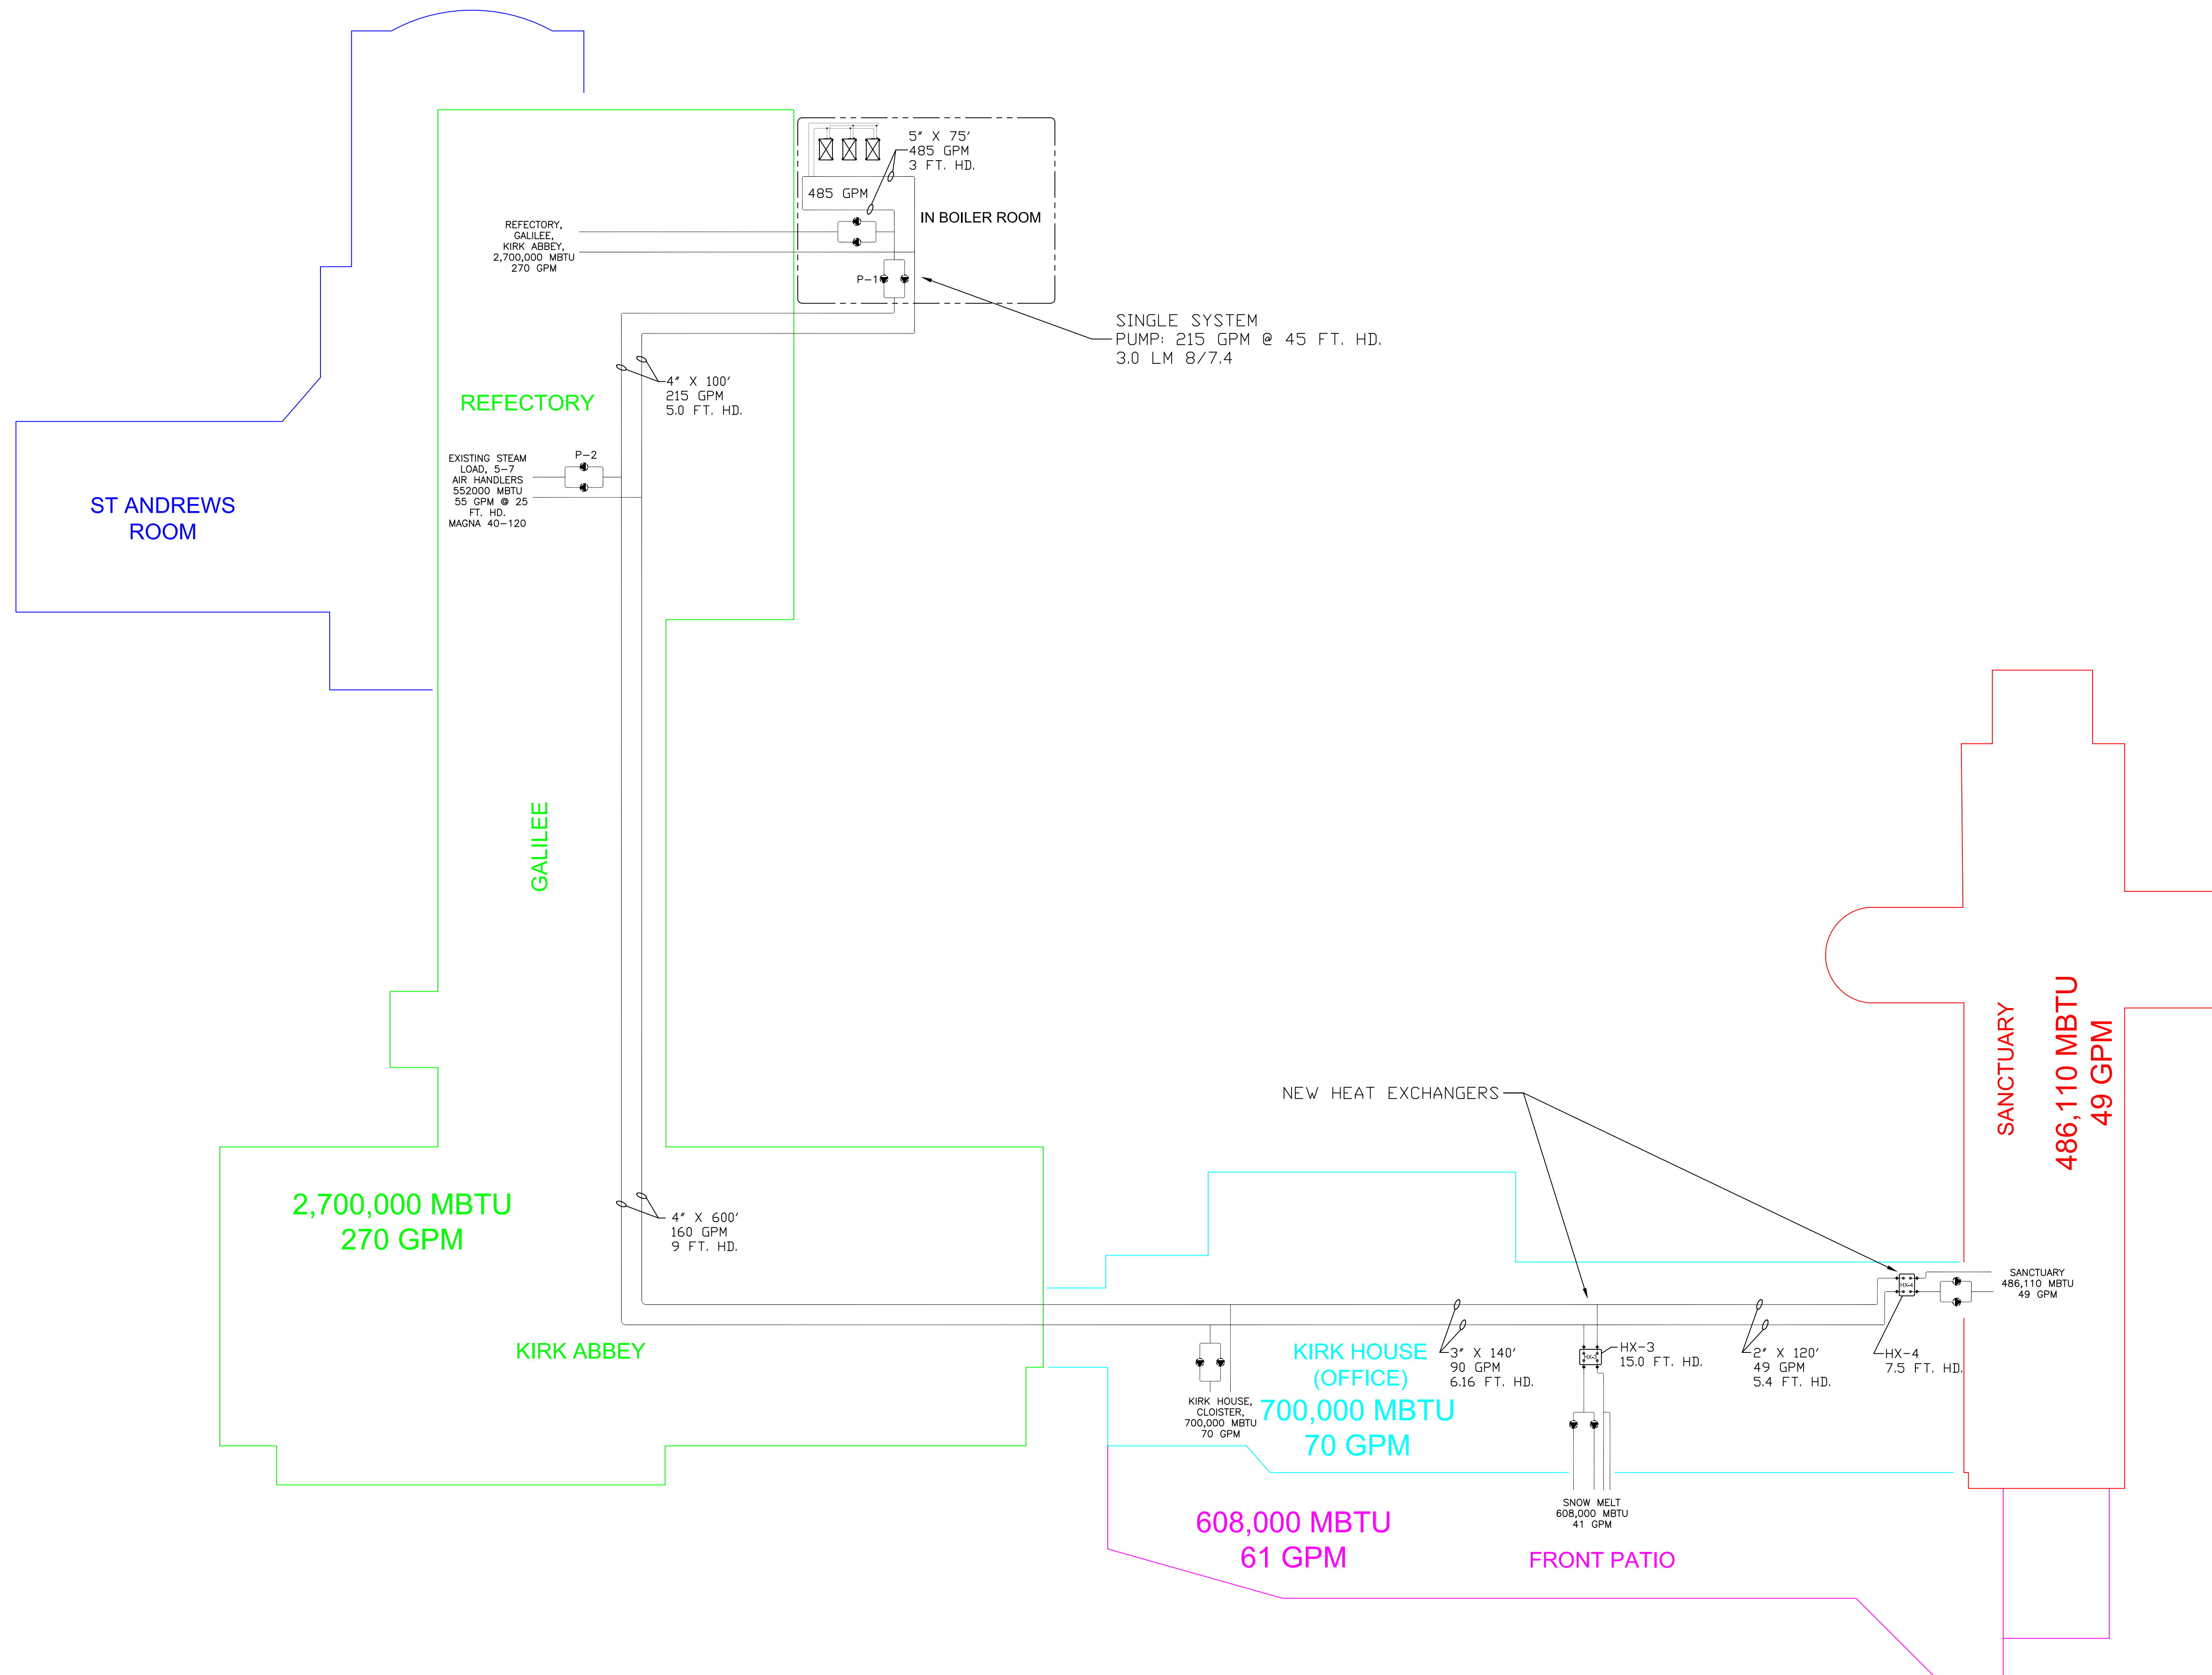 5" X 75'
485 GPM
3 FT. HD.
485 GPM
IN BOILER ROOM
REFECTORY,
GALILEE,
KIRK ABBEY,
2,700,000 MBTU
270 GPM
P-1
SINGLE SYSTEM
PUMP: 215 GPM @ 45 FT. HD.
3.0 LM 8/7.4
4" X 100'
215 GPM
5.0 FT. HD.
REFECTORY
EXISTING STEAM
LOAD, 5-7
AIR HANDLERS
552000 MBTU
55 GPM @ 25
FT. HD.
MAGNA 40-120
P-2
ST ANDREWS
ROOM
GALILEE
SANCTUARY
486,110 MBTU
49 GPM
NEW HEAT EXCHANGERS
2,700,000 MBTU
270 GPM
4" X 600'
160 GPM
9 FT. HD.
HX-4
SANCTUARY
486,110 MBTU
49 GPM
KIRK ABBEY
KIRK HOUSE
(OFFICE)
700,000 MBTU
70 GPM
3" X 140'
90 GPM
6.16 FT. HD.
HX-3
HX-3
15.0 FT. HD.
2" X 120'
49 GPM
5.4 FT. HD.
HX-4
7.5 FT. HD.
KIRK HOUSE,
CLOISTER,
700,000 MBTU
70 GPM
SNOW MELT
608,000 MBTU
41 GPM
608,000 MBTU
61 GPM
FRONT PATIO